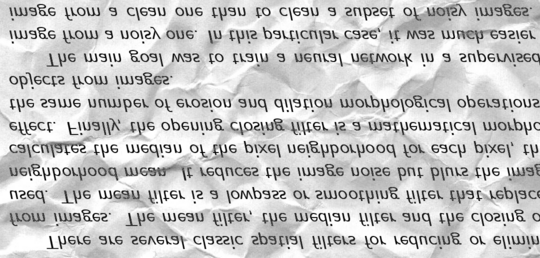 There are several classic spatial filters for reducing or elimin
from images. The mean filter, the median filter and the closing o
used. The mean filter is a lowpass or smoothing filter that replac
neighborhood mean. It reduces the image noise but blurs the imag
calculates the median of the pixel neighborhood for each pixel, th
effect. Finally, the opening closing filter is a mathematical morpho
the same number of erosion and dilation morphological operations
objects from images.
The main goal was to train a neural network in a supervised
image from a noisy one. In this particular case, it was much easier
image from a clean one than to clean a subset of noisy images.